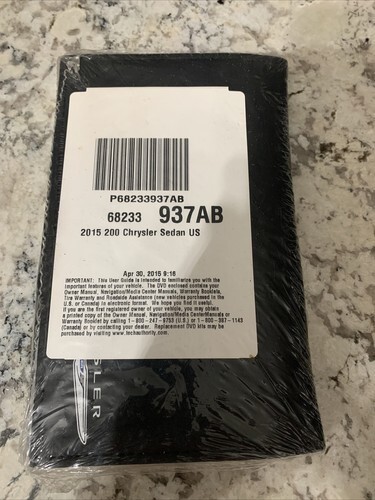 P68233937AB
68233 937AB
2015 200 Chrysler Sedan US
Apr 30, 2015 9:16
IMPORTANT: This User Guide is intended to familiarize you with the
important features of your vehicle. The DVD enclosed contains your
Owner Manual, Navigation/Media Center Manuals, Warranty Booklets,
Tire Warranty and Roadside Assistance (new vehicles purchased in the
U.S. or Canada) in electronic format. We hope you find it useful.
If you are the first registered owner of your vehicle, you may obtain
a printed copy of the Owner Manual, Navigation/Media Center Manuals or
Warranty Booklet by calling 1-800-247-9753 (U.S.) or 1-800-387-1143
(Canada) or by contacting your dealer. Replacement DVD kits may be
purchased by visiting www.techauthority.com.
SLER